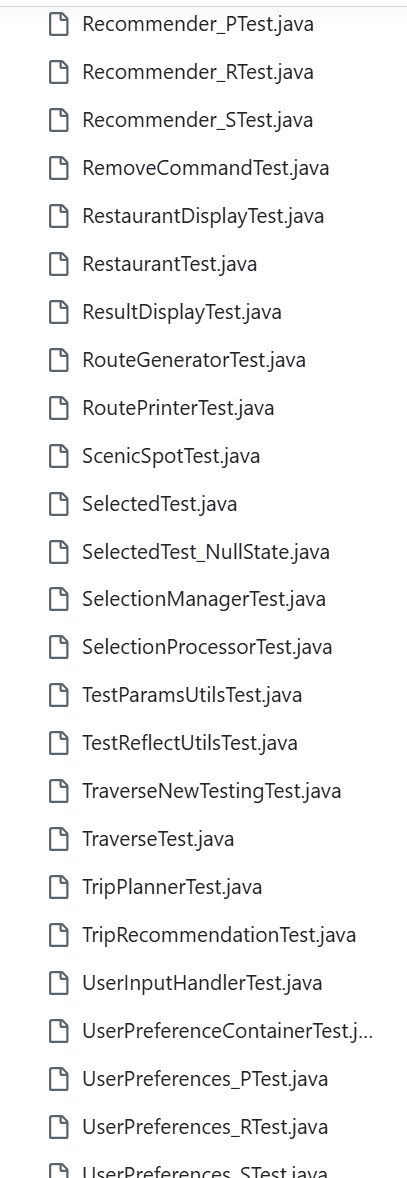 Recommender_PTest.java
Recommender_RTest.java
Recommender_STest.java
RemoveCommandTest.java
RestaurantDisplayTest.java
RestaurantTest.java
ResultDisplayTest.java
RouteGeneratorTest.java
RoutePrinterTest.java
ScenicSpotTest.java
SelectedTest.java
SelectedTest_NullState.java
SelectionManagerTest.java
SelectionProcessorTest.java
TestParamsUtilsTest.java
TestReflectUtilsTest.java
TraverseNewTestingTest.java
TraverseTest.java
TripPlannerTest.java
TripRecommendationTest.java
UserInputHandlerTest.java
UserPreferenceContainerTest.j...
UserPreferences_PTest.java
UserPreferences_RTest.java
UserPreferences_STest.java